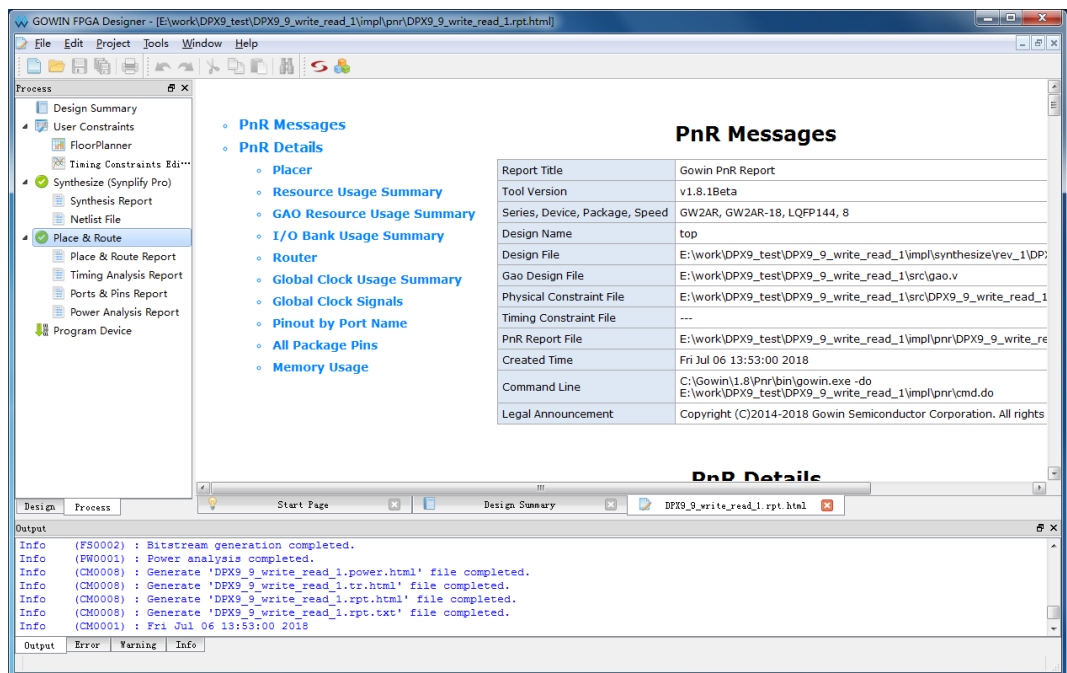 GOWIN FPGA Designer - [E:\work\DPX9_test\DPX9_9_write_read_1\impl\pnr\DPX9_9_write_read_1.rpt.html]
File Edit Project Tools Window Help
Process
Design Summary
User Constraints
FloorPlanner
Timing Constraints Edi...
Synthesize (Synplify Pro)
Synthesis Report
Netlist File
Place & Route
Place & Route Report
Timing Analysis Report
Ports & Pins Report
Power Analysis Report
Program Device
Design Process
PnR Messages
PnR Details
Placer
Resource Usage Summary
GAO Resource Usage Summary
I/O Bank Usage Summary
Router
Global Clock Usage Summary
Global Clock Signals
Pinout by Port Name
All Package Pins
Memory Usage
PnR Messages
Report Title Gowin PnR Report
Tool Version v1.8.1Beta
Series, Device, Package, Speed GW2AR, GW2AR-18, LQFP144, 8
Design Name top
Design File E:\work\DPX9_test\DPX9_9_write_read_1\impl\synthesize\rev_1\DPX
Gao Design File E:\work\DPX9_test\DPX9_9_write_read_1\src\gao.v
Physical Constraint File E:\work\DPX9_test\DPX9_9_write_read_1\src\DPX9_9_write_read_1
Timing Constraint File ---
PnR Report File E:\work\DPX9_test\DPX9_9_write_read_1\impl\pnr\DPX9_9_write_re
Created Time Fri Jul 06 13:53:00 2018
Command Line C:\Gowin\1.8\Pnr\bin\gowin.exe -do
E:\work\DPX9_test\DPX9_9_write_read_1\impl\pnr\cmd.do
Legal Announcement Copyright (C)2014-2018 Gowin Semiconductor Corporation. All rights
PnR Details
Start Page Design Summary DPX9_9_write_read_1.rpt.html
Output
Info (FS0002) : Bitstream generation completed.
Info (PW0001) : Power analysis completed.
Info (CM0008) : Generate 'DPX9_9_write_read_1.power.html' file completed.
Info (CM0008) : Generate 'DPX9_9_write_read_1.tr.html' file completed.
Info (CM0008) : Generate 'DPX9_9_write_read_1.rpt.html' file completed.
Info (CM0008) : Generate 'DPX9_9_write_read_1.rpt.txt' file completed.
Info (CM0001) : Fri Jul 06 13:53:00 2018
Output Error Warning Info